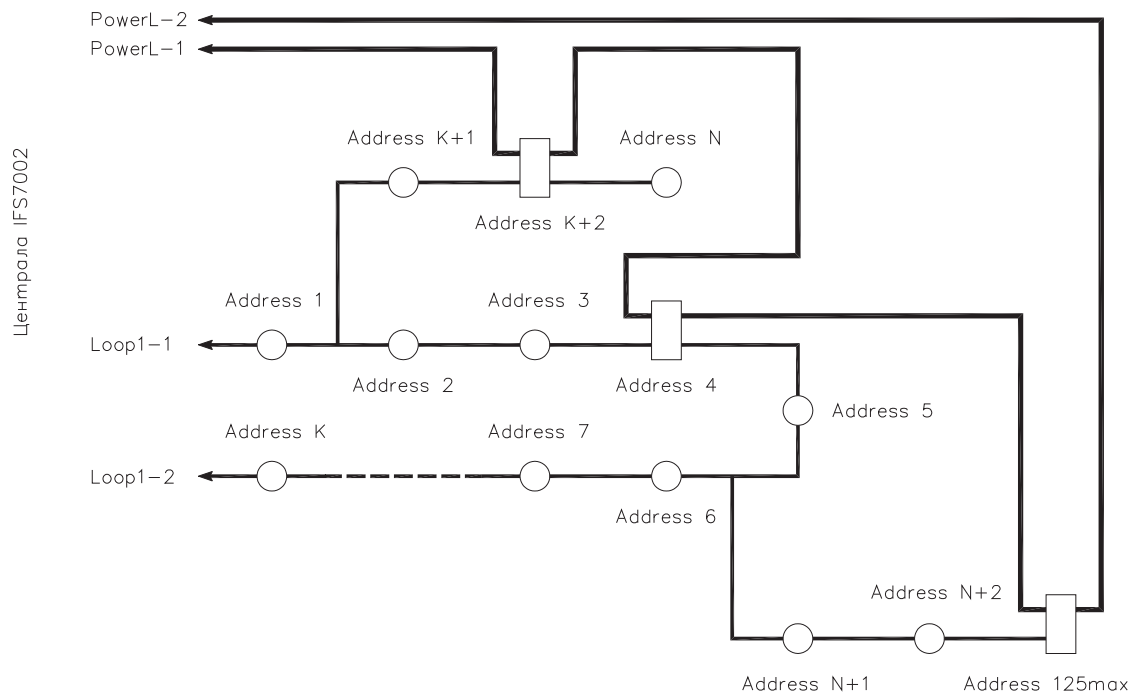 PowerL-2
PowerL-1
Централа IFS7002
Address K+1
Address N
Address K+2
Address 1
Address 3
Loop1-1
Address 2
Address 4
Address 5
Address K
Address 7
Loop1-2
Address 6
Address N+2
Address N+1
Address 125max